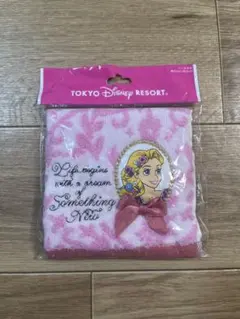 TOKYO Disney RESORT®
Life begins
with a dream
of
Something
New